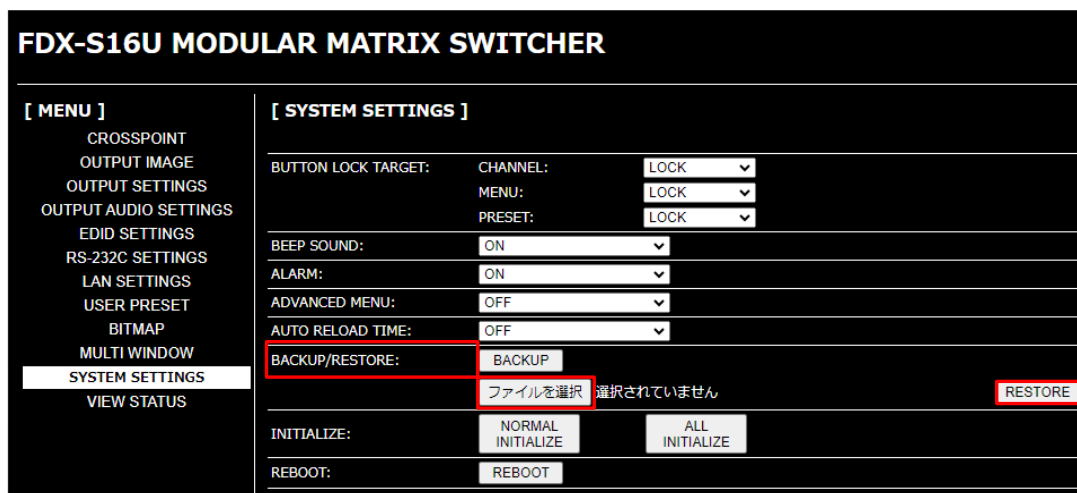 FDX-S16U MODULAR MATRIX SWITCHER
[ MENU ]
CROSSPOINT
OUTPUT IMAGE
OUTPUT SETTINGS
OUTPUT AUDIO SETTINGS
EDID SETTINGS
RS-232C SETTINGS
LAN SETTINGS
USER PRESET
BITMAP
MULTI WINDOW
SYSTEM SETTINGS
VIEW STATUS
[ SYSTEM SETTINGS ]
BUTTON LOCK TARGET: CHANNEL: LOCK
MENU: LOCK
PRESET: LOCK
BEEP SOUND: ON
ALARM: ON
ADVANCED MENU: OFF
AUTO RELOAD TIME: OFF
BACKUP/RESTORE: BACKUP
ファイルを選択 選択されていません RESTORE
INITIALIZE: NORMAL INITIALIZE ALL INITIALIZE
REBOOT: REBOOT